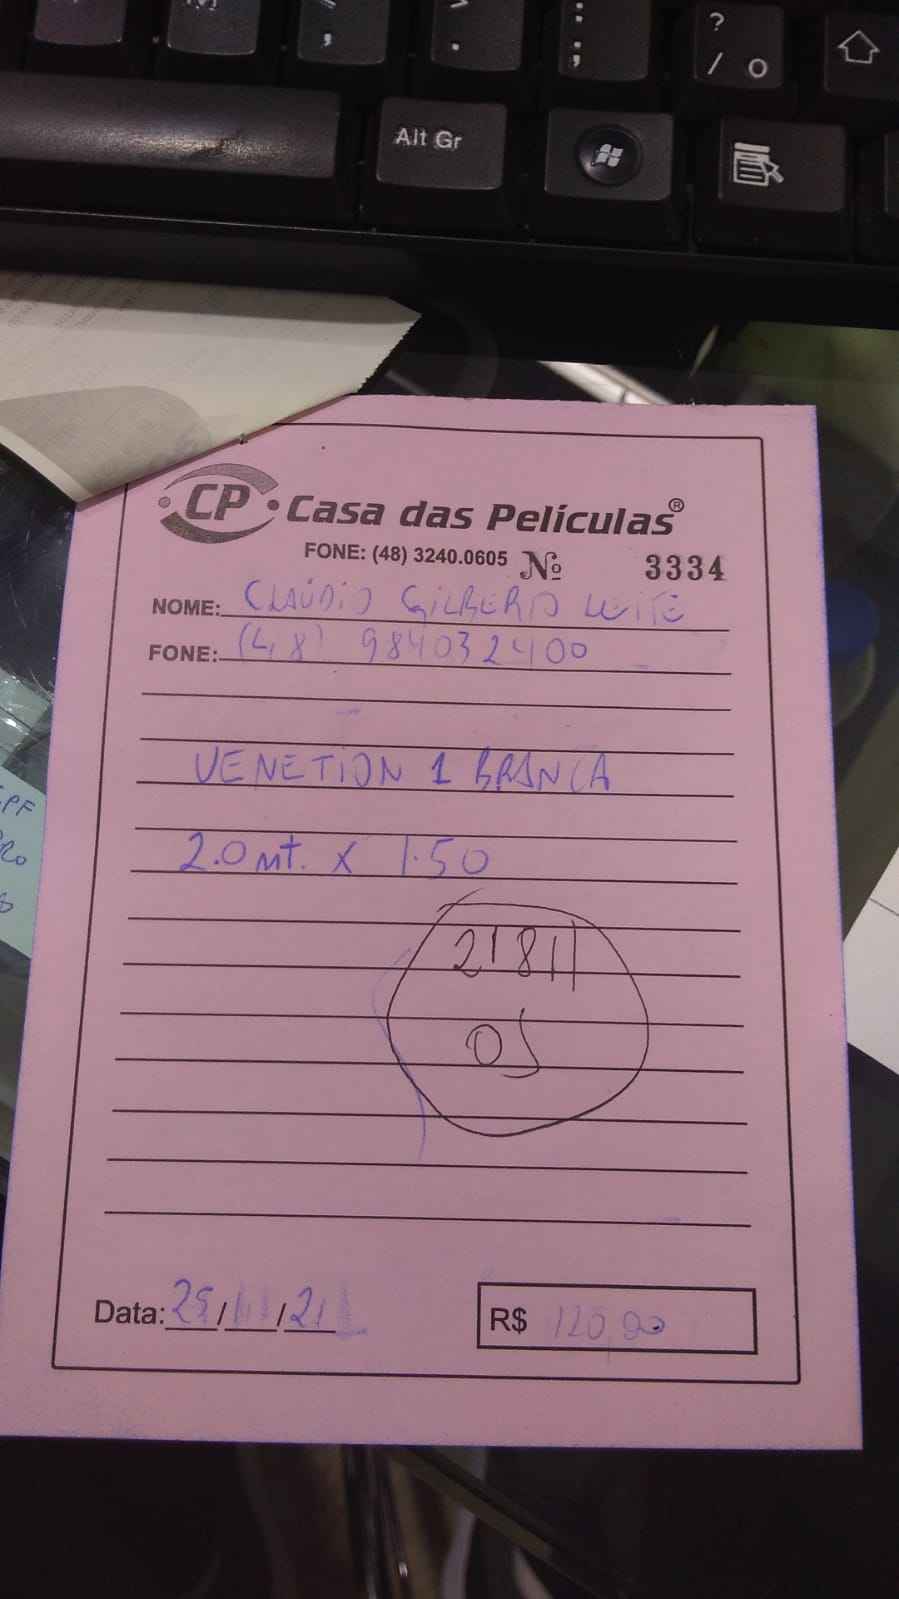 ?
/
Alt Gr
CP Casa das Películas®
FONE: (48) 3240.0605 Nº 3334
NOME: CLAÚDIO GILBERTO LEITE
FONE: (48) 984032400
VENETION 1 BRANCA
2.0 mt. X 1.50
21811
OS
Data: 25/11/21
R$ 120,00